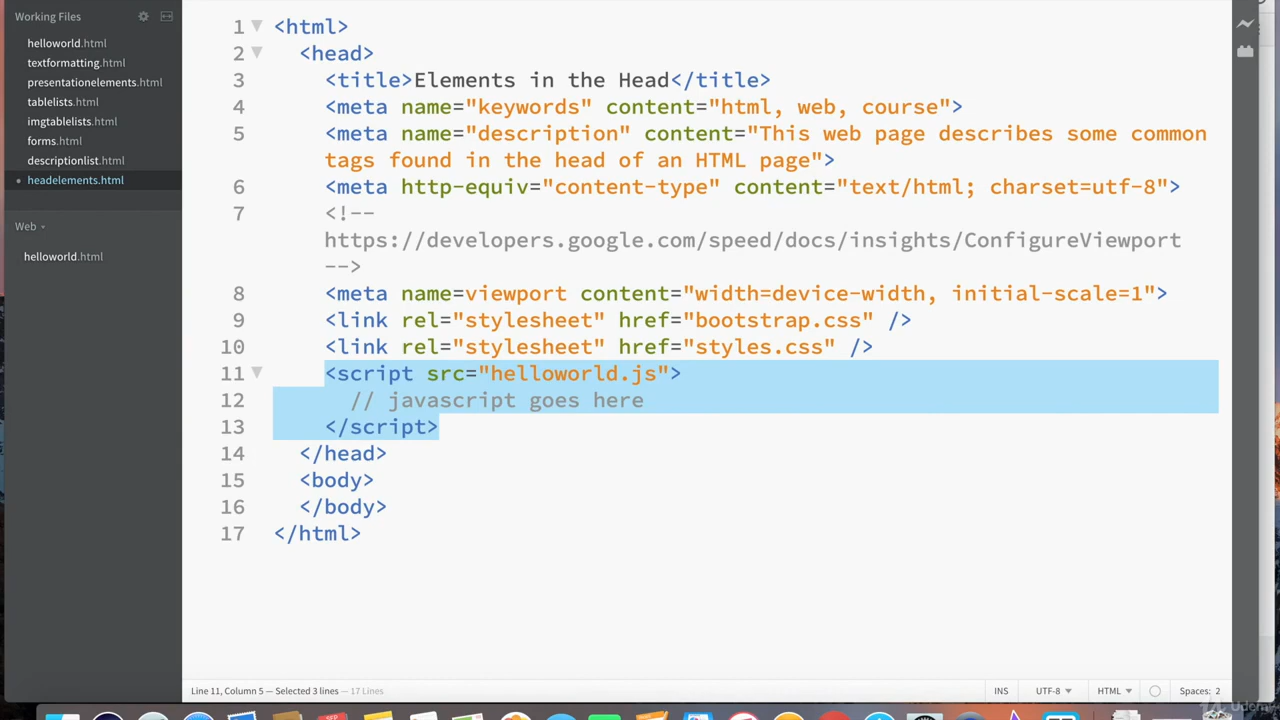 Working Files
helloworld.html
textformatting.html
presentationelements.html
tablelists.html
imgtablelists.html
forms.html
descriptionlist.html
headelements.html
Web
helloworld.html
1 <html>
2 <head>
3 <title>Elements in the Head</title>
4 <meta name="keywords" content="html, web, course">
5 <meta name="description" content="This web page describes some common
tags found in the head of an HTML page">
6 <meta http-equiv="content-type" content="text/html; charset=utf-8">
7 <!--
https://developers.google.com/speed/docs/insights/ConfigureViewport
-->
8 <meta name=viewport content="width=device-width, initial-scale=1">
9 <link rel="stylesheet" href="bootstrap.css" />
10 <link rel="stylesheet" href="styles.css" />
11 <script src="helloworld.js">
12 // javascript goes here
13 </script>
14 </head>
15 <body>
16 </body>
17 </html>
Line 11, Column 5 — Selected 3 lines — 17 Lines
INS UTF-8 HTML Spaces: 2
Udemy